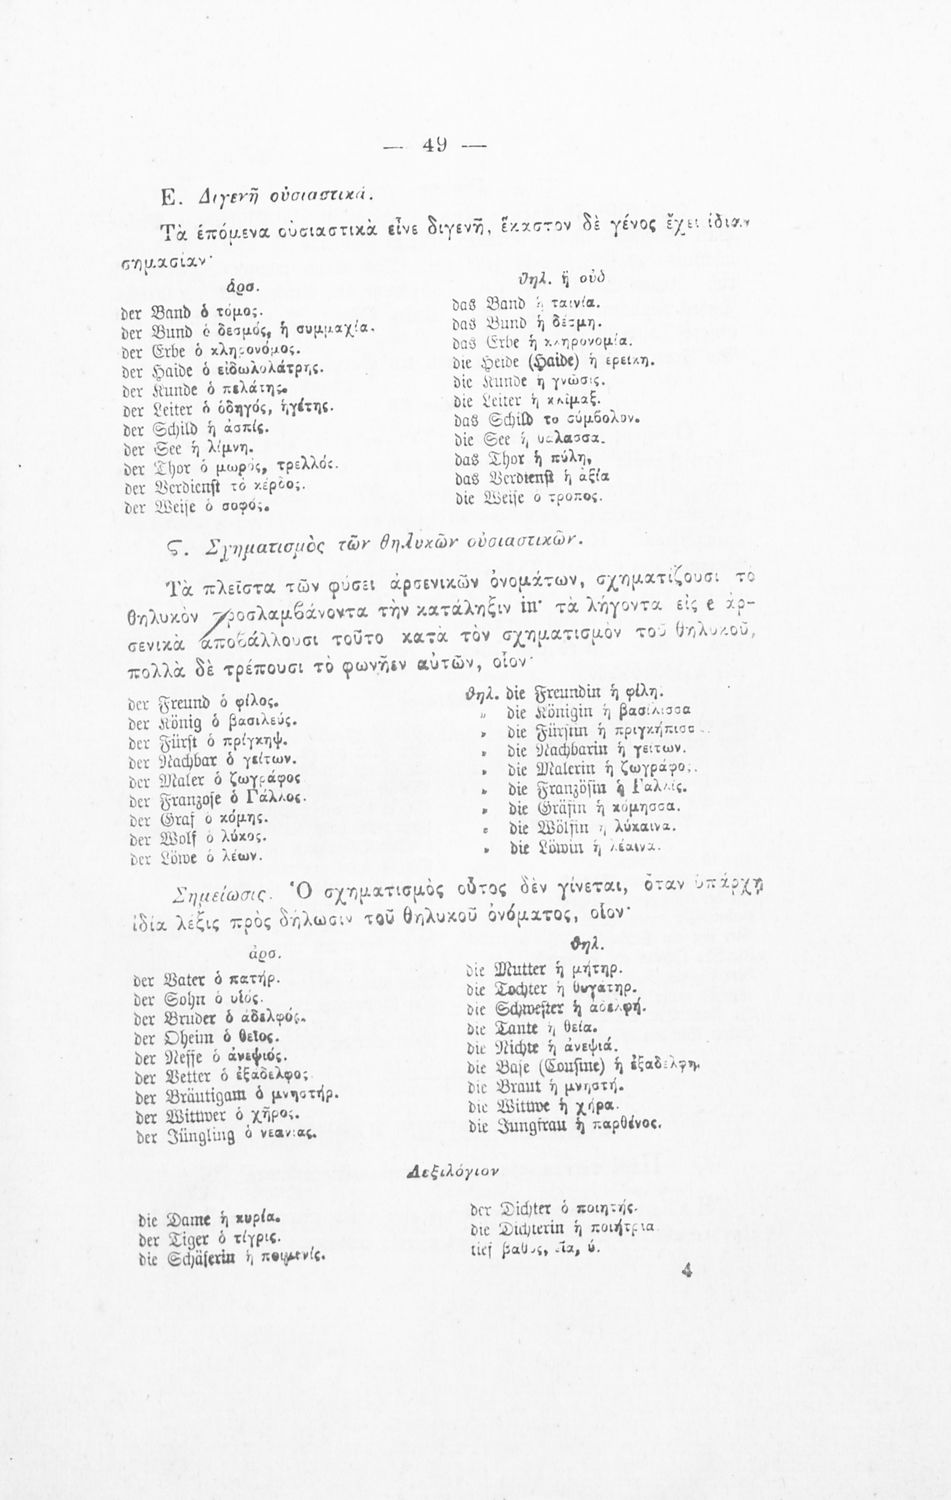 — 49 —
Ε. Διγενῆ οὐσιαστικά.
Τὰ ἑπόμενα οὐσιαστικὰ εἶνε διγενῆ, ἕκαστον δὲ γένος ἔχει ἰδίαν
σημασίαν·
ἀρσ.
der Band ὁ τόμος.
der Bund ὁ δεσμός, ἡ συμμαχία.
der Erbe ὁ κληρονόμος.
der Haide ὁ εἰδωλολάτρης.
der Kunde ὁ πελάτης.
der Leiter ὁ ὁδηγός, ἡγέτης.
der Schild ἡ ἀσπίς.
der See ἡ λίμνη.
der Thor ὁ μωρός, τρελλός.
der Verdienst τὸ κέρδος.
der Weise ὁ σοφός.
θηλ. ἢ οὐδ
das Band ἡ ταινία.
das Bund ἡ δέσμη.
das Erbe ἡ κληρονομία.
die Heide (Haide) ἡ ἐρείκη.
die Kunde ἡ γνῶσις.
die Leiter ἡ κλίμαξ.
das Schild τὸ σύμβολον.
die See ἡ θάλασσα.
das Thor ἡ πύλη,
das Verdienst ἡ ἀξία
die Weise ὁ τρόπος.
Ϛ. Σχηματισμὸς τῶν θηλυκῶν οὐσιαστικῶν.
Τὰ πλεῖστα τῶν φύσει ἀρσενικῶν ὀνομάτων, σχηματίζουσι τὸ
θηλυκὸν προσλαμβάνοντα τὴν κατάληξιν in· τὰ λήγοντα εἰς e ἀρ-
σενικὰ ἀποβάλλουσι τοῦτο κατὰ τὸν σχηματισμὸν τοῦ θηλυκοῦ,
πολλὰ δὲ τρέπουσι τὸ φωνῆεν αὐτῶν, οἷον·
der Freund ὁ φίλος.
der König ὁ βασιλεύς.
der Fürst ὁ πρίγκηψ.
der Nachbar ὁ γείτων.
der Maler ὁ ζωγράφος
der Franzose ὁ Γάλλος.
der Graf ὁ κόμης.
der Wolf ὁ λύκος.
der Löwe ὁ λέων.
θηλ. die Freundin ἡ φίλη.
„ die Königin ἡ βασίλισσα
„ die Fürstin ἡ πριγκήπισσα.
„ die Nachbarin ἡ γείτων.
„ die Malerin ἡ ζωγράφος.
„ die Französin ἡ Γαλλίς.
„ die Gräfin ἡ κόμησσα.
„ die Wölfin ἡ λύκαινα.
„ die Löwin ἡ λέαινα.
Σημείωσις. Ὁ σχηματισμὸς οὗτος δὲν γίνεται, ὅταν ὑπάρχῃ
ἰδία λέξις πρὸς δήλωσιν τοῦ θηλυκοῦ ὀνόματος, οἷον·
ἀρσ.
der Vater ὁ πατήρ.
der Sohn ὁ υἱός.
der Bruder ὁ ἀδελφός.
der Oheim ὁ θεῖος.
der Neffe ὁ ἀνεψιός.
der Vetter ὁ ἐξάδελφος
der Bräutigam ὁ μνηστήρ.
der Wittwer ὁ χῆρος.
der Jüngling ὁ νεανίας.
θηλ.
die Mutter ἡ μήτηρ.
die Tochter ἡ θυγάτηρ.
die Schwester ἡ ἀδελφή.
die Tante ἡ θεία.
die Nichte ἡ ἀνεψιά.
die Base (Cousine) ἡ ἐξαδέλφη.
die Braut ἡ μνηστή.
die Wittwe ἡ χήρα.
die Jungfrau ἡ παρθένος.
Λεξιλόγιον
die Dame ἡ κυρία.
der Tiger ὁ τίγρις.
die Schäferin ἡ ποιμενίς.
der Dichter ὁ ποιητής.
die Dichterin ἡ ποιήτρια
tief βαθύς, εῖα, ύ.
4